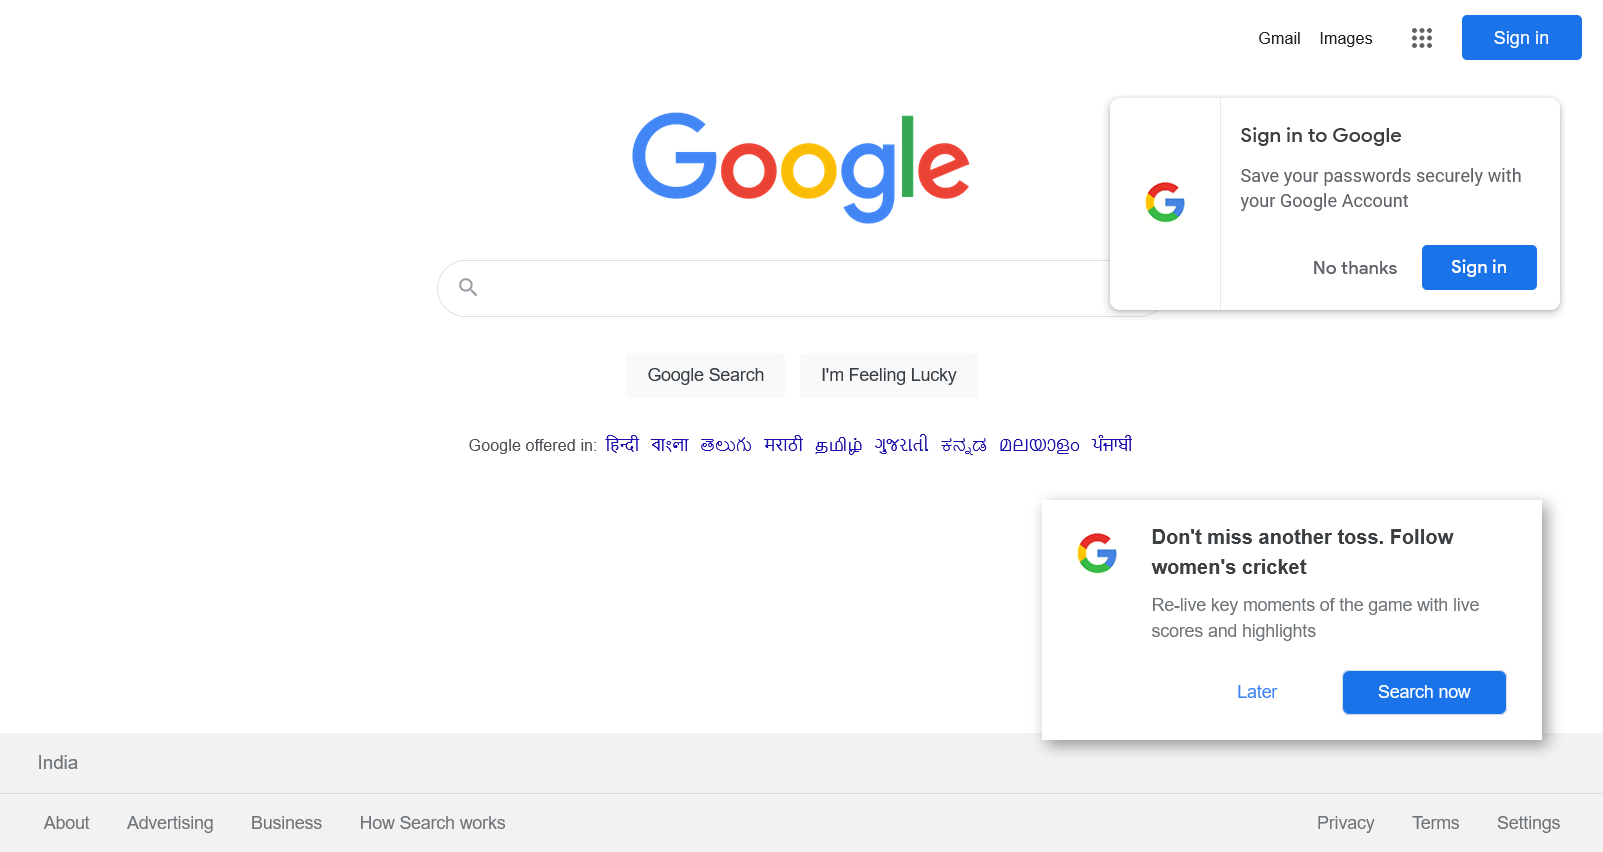 Gmail Images Sign in
Google
Sign in to Google
Save your passwords securely with
your Google Account
No thanks Sign in
Google Search I'm Feeling Lucky
Google offered in: हिन्दी বাংলা తెలుగు मराठी தமிழ் ગુજરાતી ಕನ್ನಡ മലയാളം ਪੰਜਾਬੀ
Don't miss another toss. Follow
women's cricket
Re-live key moments of the game with live
scores and highlights
Later Search now
India
About Advertising Business How Search works Privacy Terms Settings